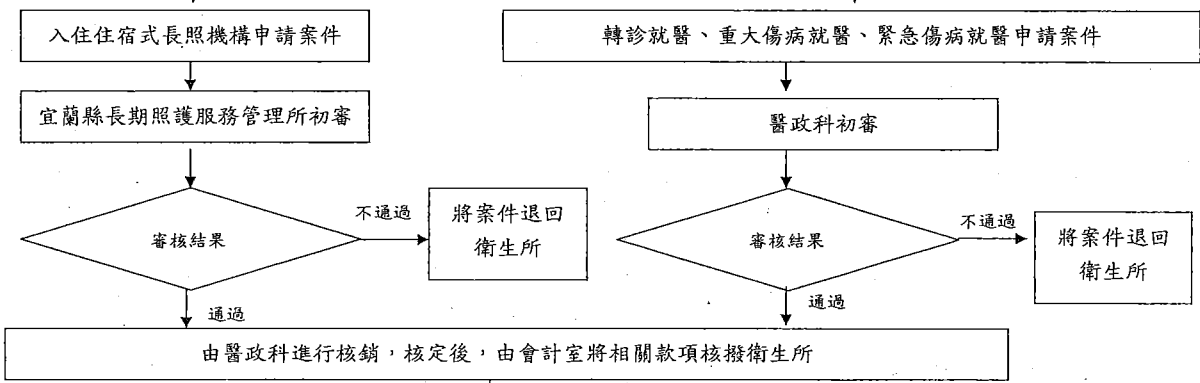 入住住宿式長照機構申請案件
宜蘭縣長期照護服務管理所初審
審核結果
不通過
將案件退回
衛生所
通過
轉診就醫、重大傷病就醫、緊急傷病就醫申請案件
醫政科初審
審核結果
不通過
將案件退回
衛生所
通過
由醫政科進行核銷，核定後，由會計室將相關款項核撥衛生所